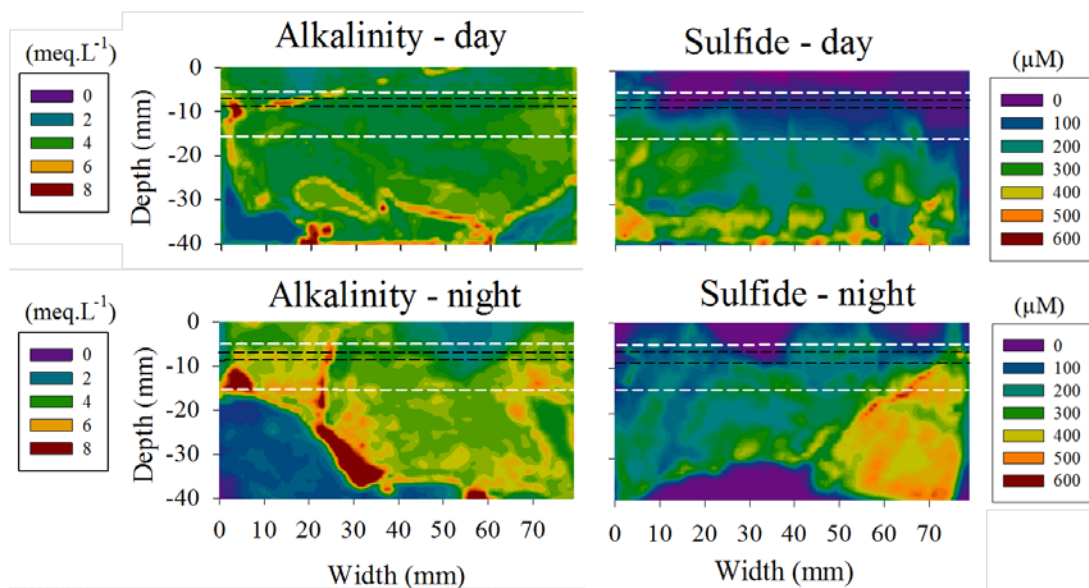 Alkalinity - day
Sulfide - day
(meq.L-1)
0
2
4
6
8
Depth (mm)
0
-10
-20
-30
-40
(µM)
0
100
200
300
400
500
600
Alkalinity - night
Sulfide - night
(meq.L-1)
0
2
4
6
8
Depth (mm)
0
-10
-20
-30
-40
(µM)
0
100
200
300
400
500
600
0 10 20 30 40 50 60 70
0 10 20 30 40 50 60 70
Width (mm)
Width (mm)